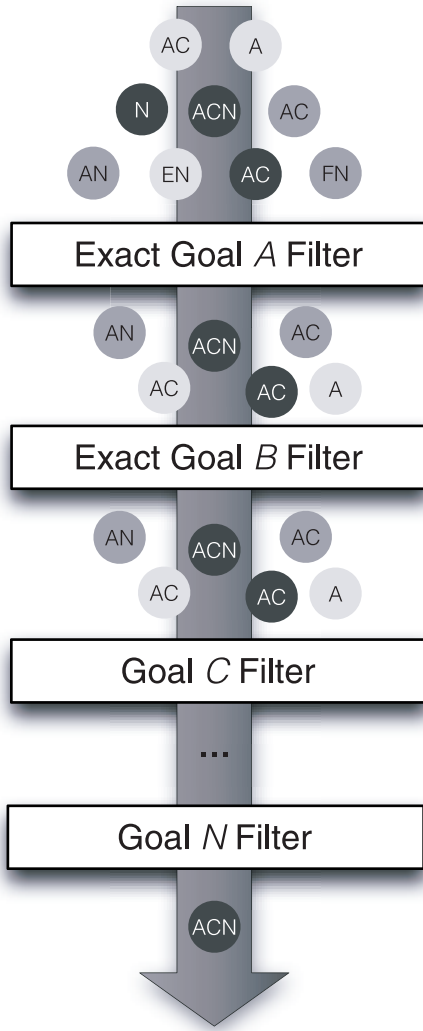 AC A
N ACN AC
AN EN AC FN
Exact Goal A Filter
AN ACN AC
AC AC A
Exact Goal B Filter
AN ACN AC
AC AC A
Goal C Filter
...
Goal N Filter
ACN